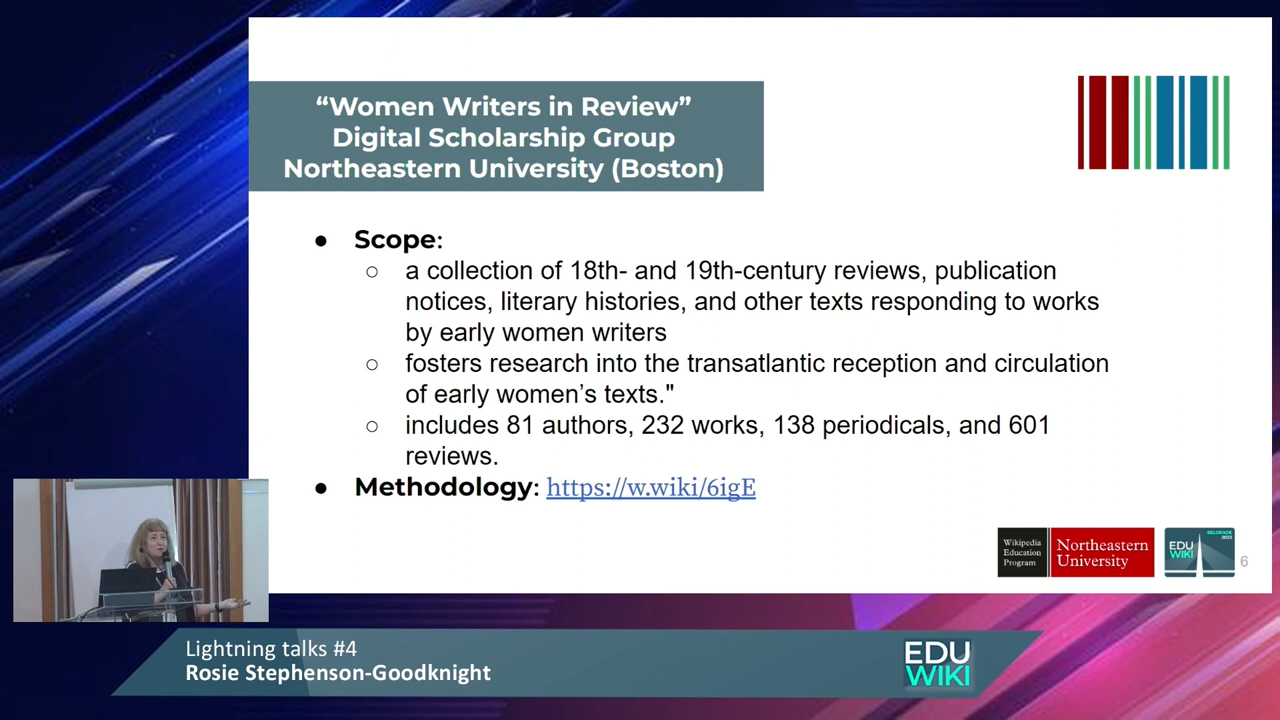 “Women Writers in Review”
Digital Scholarship Group
Northeastern University (Boston)
● Scope:
○ a collection of 18th- and 19th-century reviews, publication
notices, literary histories, and other texts responding to works
by early women writers
○ fosters research into the transatlantic reception and circulation
of early women’s texts."
○ includes 81 authors, 232 works, 138 periodicals, and 601
reviews.
● Methodology: https://w.wiki/6igE
Wikipedia
Education
Program
Northeastern
University
BELGRADE
2023
EDU
WIKI
6
Lightning talks #4
Rosie Stephenson-Goodknight
EDU
WIKI